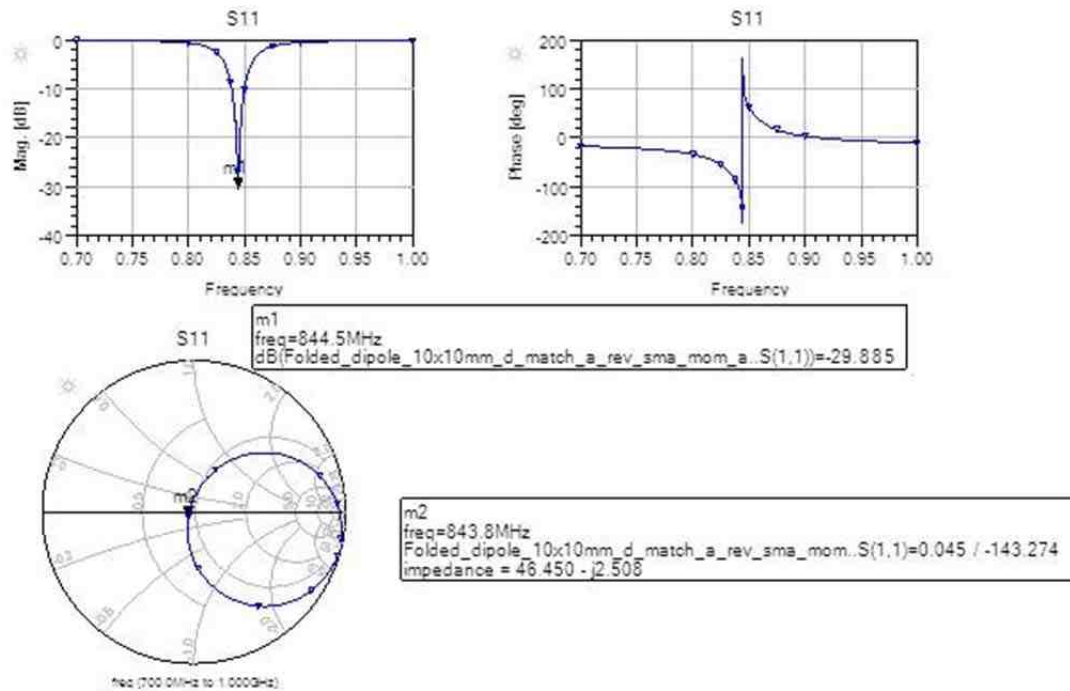 S11
S11
Mag. [dB]
0
-10
-20
-30
-40
m1
0.70 0.75 0.80 0.85 0.90 0.95 1.00
Frequency
Phase [deg]
200
100
0
-100
-200
0.70 0.75 0.80 0.85 0.90 0.95 1.00
Frequency
m1
freq=844.5MHz
dB(Folded_dipole_10x10mm_d_match_a_rev_sma_mom_a..S(1,1))=-29.885
S11
m2
freq (700.0MHz to 1.000GHz)
m2
freq=843.8MHz
Folded_dipole_10x10mm_d_match_a_rev_sma_mom..S(1,1)=0.045 / -143.274
impedance = 46.450 - j2.508